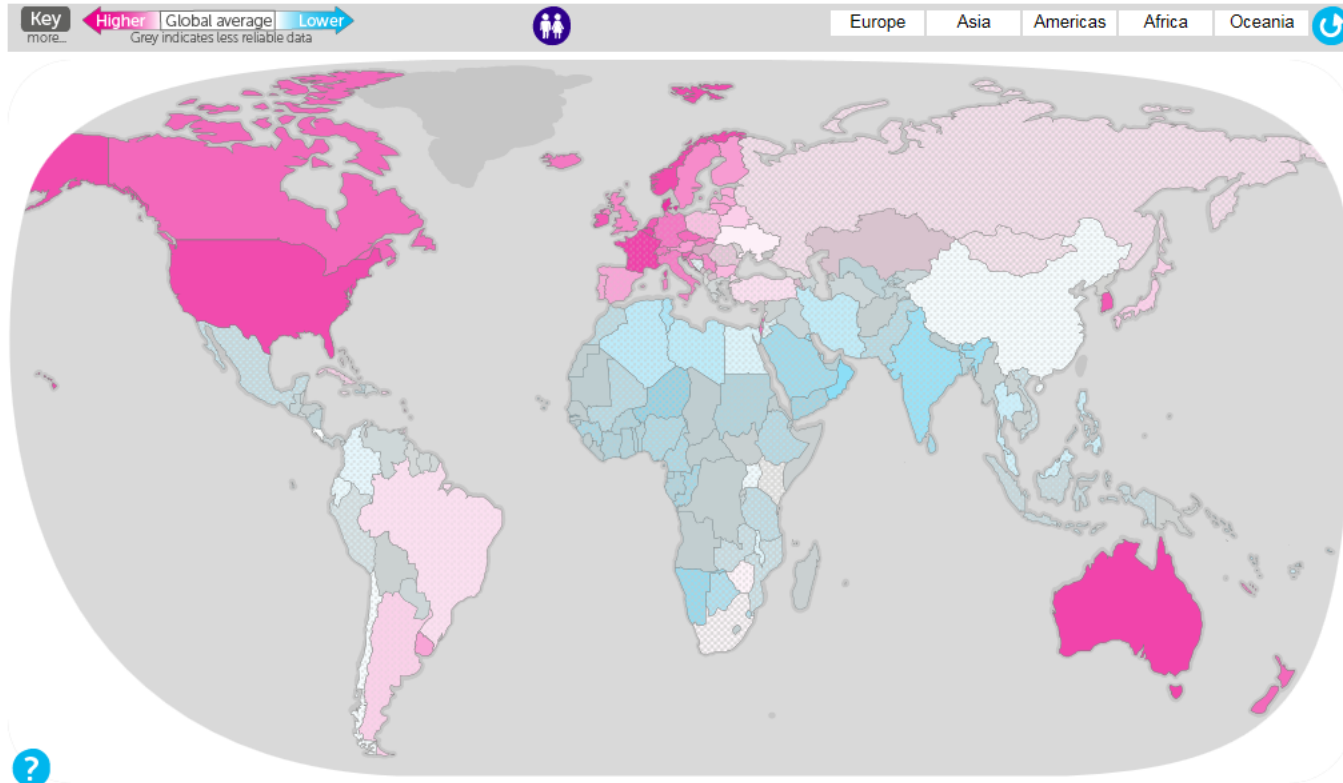 Key
more...
Higher Global average Lower
Grey indicates less reliable data
Europe Asia Americas Africa Oceania
?